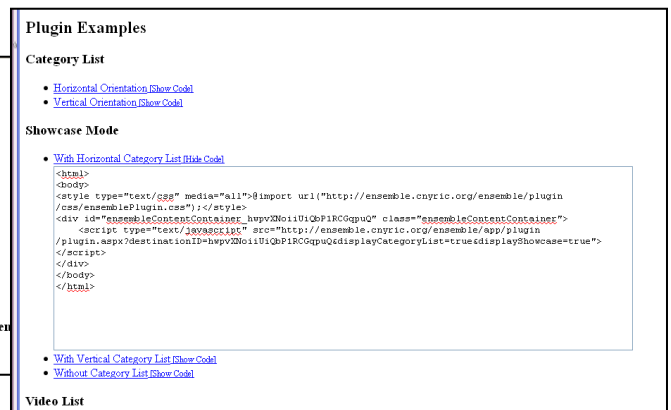 Plugin Examples
Category List
Horizontal Orientation [Show Code]
Vertical Orientation [Show Code]
Showcase Mode
With Horizontal Category List [Hide Code]
<html>
<body>
<style type="text/css" media="all">@import url("http://ensemble.cnyric.org/ensemble/plugin
/css/ensemblePlugin.css");</style>
<div id="ensembleContentContainer_hwpvXNoiiUiQbP1RCGqpuQ" class="ensembleContentContainer">
<script type="text/javascript" src="http://ensemble.cnyric.org/ensemble/app/plugin
/plugin.aspx?destinationID=hwpvXNoiiUiQbP1RCGqpuQ&displayCategoryList=true&displayShowcase=true">
</script>
</div>
</body>
</html>
en
With Vertical Category List [Show Code]
Without Category List [Show Code]
Video List